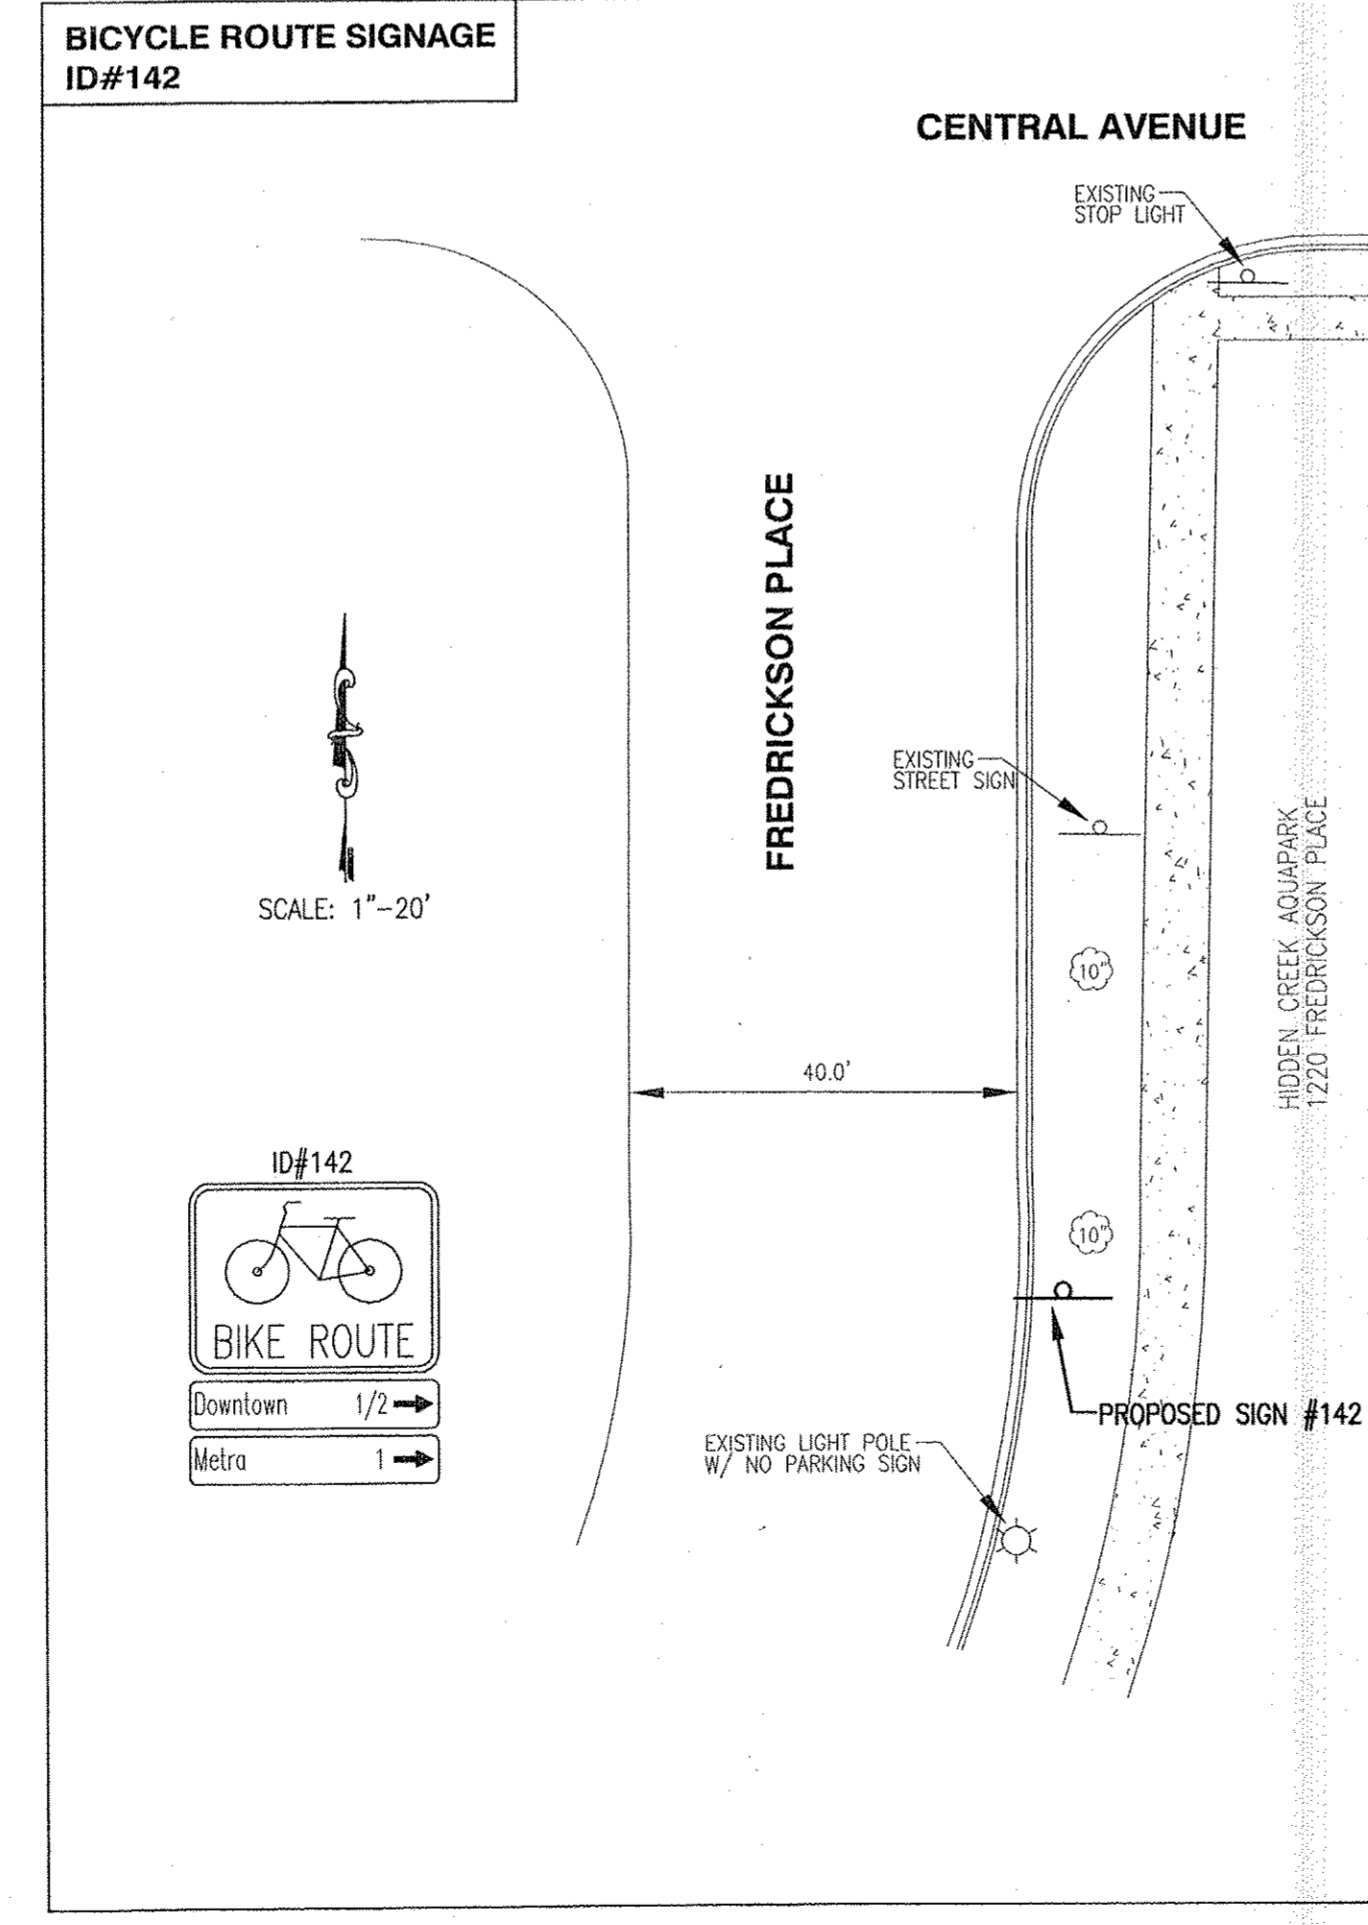 BICYCLE ROUTE SIGNAGE
ID#142
CENTRAL AVENUE
EXISTING
STOP LIGHT
FREDRICKSON PLACE
EXISTING
STREET SIGN
SCALE: 1"-20'
10"
HIDDEN CREEK AQUAPARK
1220 FREDRICKSON PLACE
40.0'
ID#142
BIKE ROUTE
Downtown 1/2
Metra 1
10"
PROPOSED SIGN #142
EXISTING LIGHT POLE
W/ NO PARKING SIGN